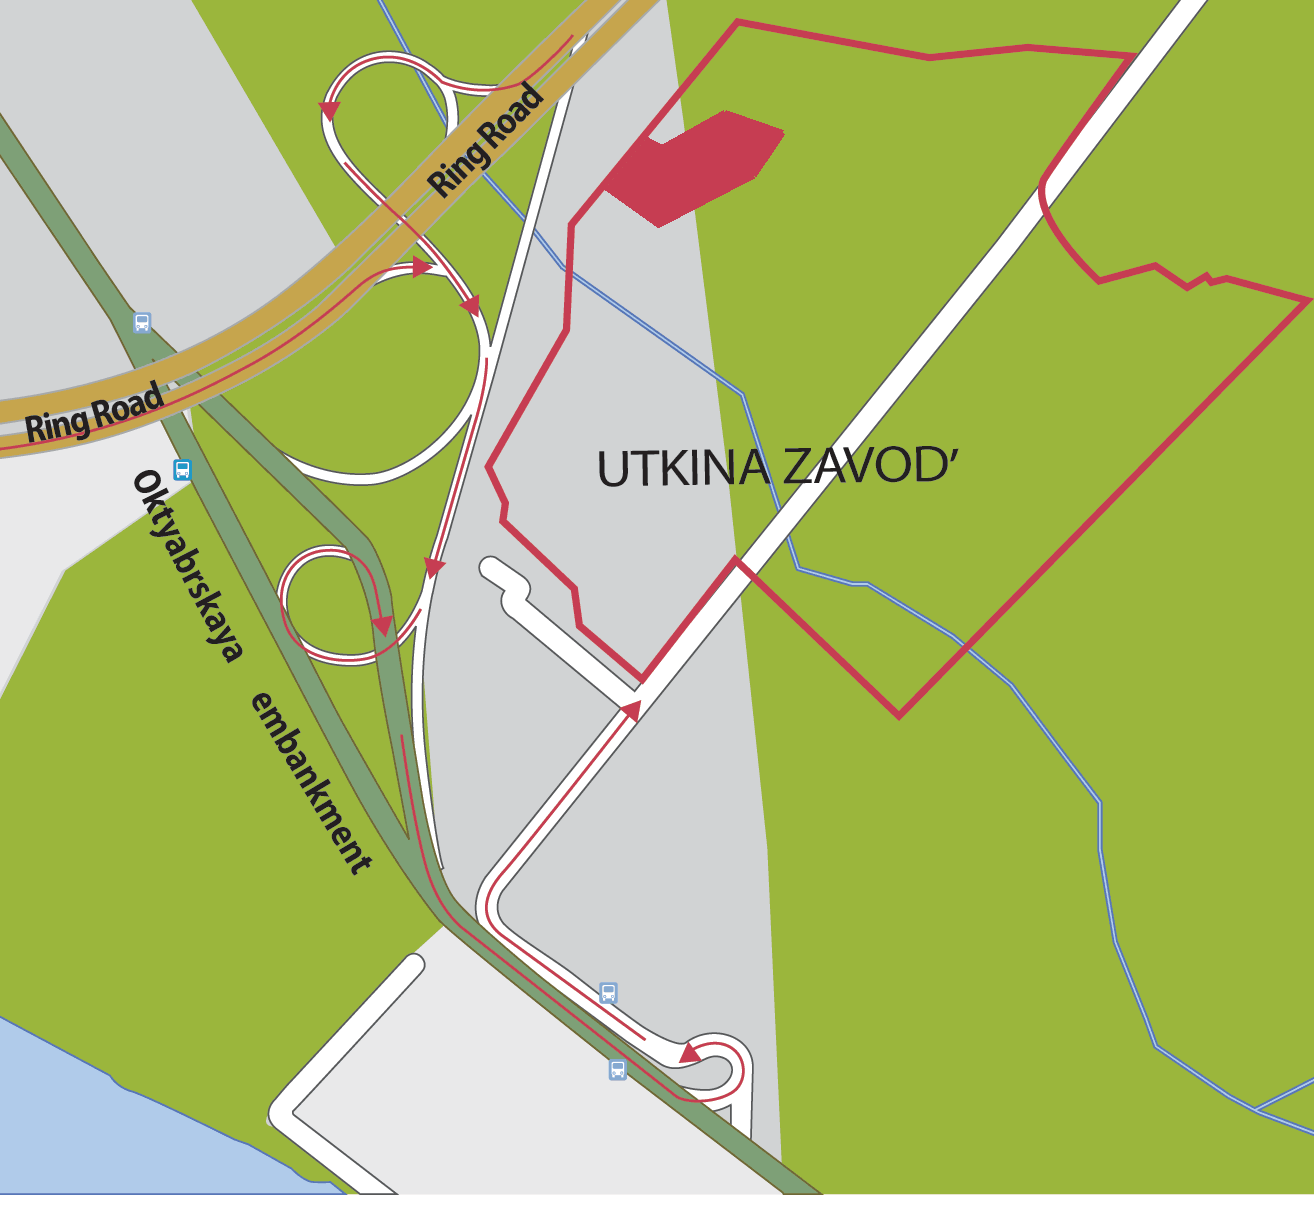 Ring Road
Ring Road
UTKINA ZAVOD’
Oktyabrskaya embankment